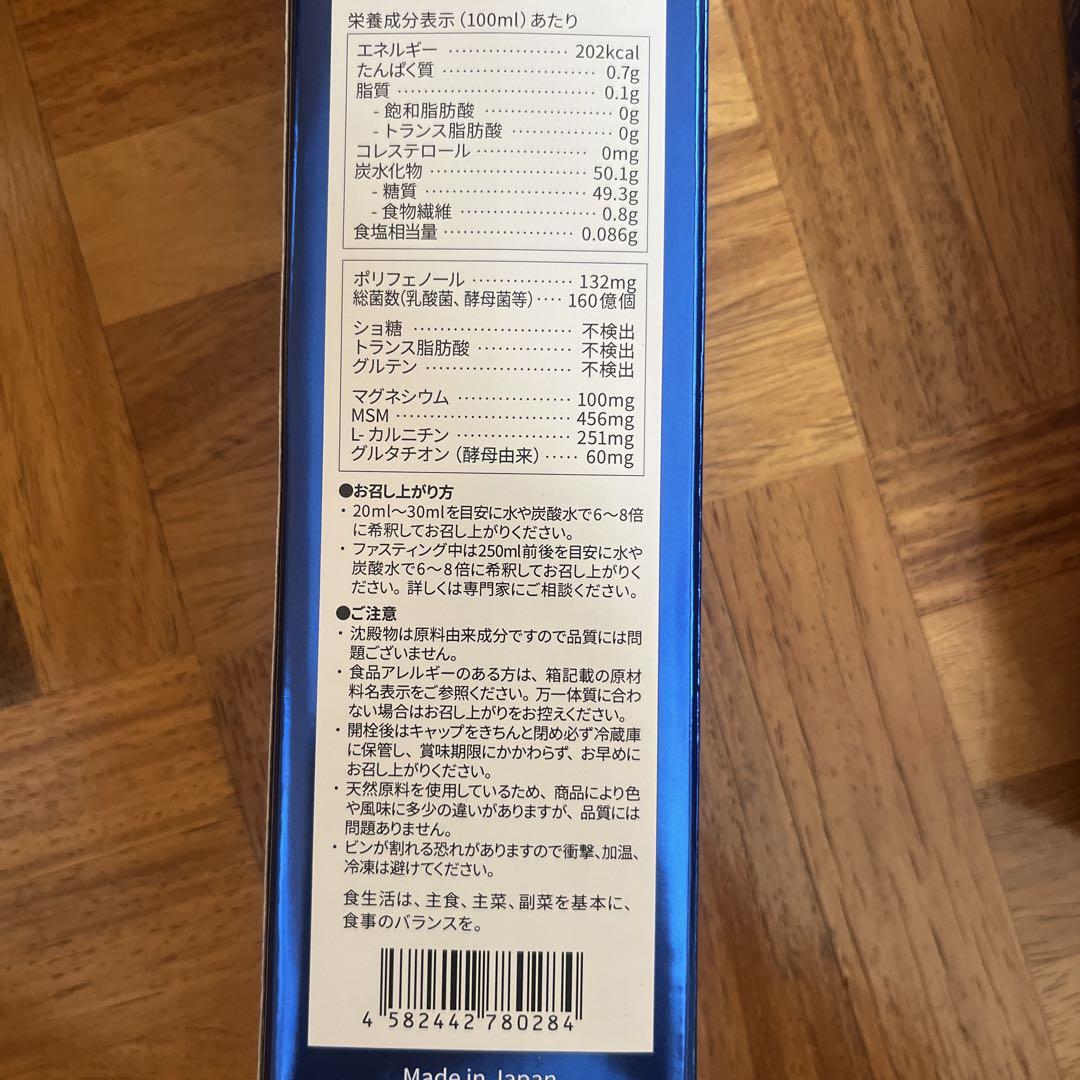 栄養成分表示（100ml）あたり
エネルギー ………………… 202kcal
たんぱく質 ………………… 0.7g
脂質 ………………… 0.1g
- 飽和脂肪酸 ………………… 0g
- トランス脂肪酸 ………………… 0g
コレステロール ………………… 0mg
炭水化物 ………………… 50.1g
- 糖質 ………………… 49.3g
- 食物繊維 ………………… 0.8g
食塩相当量 ………………… 0.086g
ポリフェノール ………………… 132mg
総菌数（乳酸菌、酵母菌等）‥‥ 160億個
ショ糖 ………………… 不検出
トランス脂肪酸 ………………… 不検出
グルテン ………………… 不検出
マグネシウム ………………… 100mg
MSM ………………… 456mg
L- カルニチン ………………… 251mg
グルタチオン（酵母由来）‥‥‥ 60mg
●お召し上がり方
・20ml～30mlを目安に水や炭酸水で6～8倍
に希釈してお召し上がりください。
・ファスティング中は250ml前後を目安に水や
炭酸水で6～8倍に希釈してお召し上がりく
ださい。詳しくは専門家にご相談ください。
●ご注意
・沈殿物は原料由来成分ですので品質には問
題ございません。
・食品アレルギーのある方は、箱記載の原材
料名表示をご参照ください。万一体質に合わ
ない場合はお召し上がりをお控えください。
・開栓後はキャップをきちんと閉め必ず冷蔵庫
に保管し、賞味期限にかかわらず、お早めに
お召し上がりください。
・天然原料を使用しているため、商品により色
や風味に多少の違いがありますが、品質には
問題ありません。
・ビンが割れる恐れがありますので衝撃、加温、
冷凍は避けてください。
食生活は、主食、主菜、副菜を基本に、
食事のバランスを。
4 582442 780284
Made in Japan